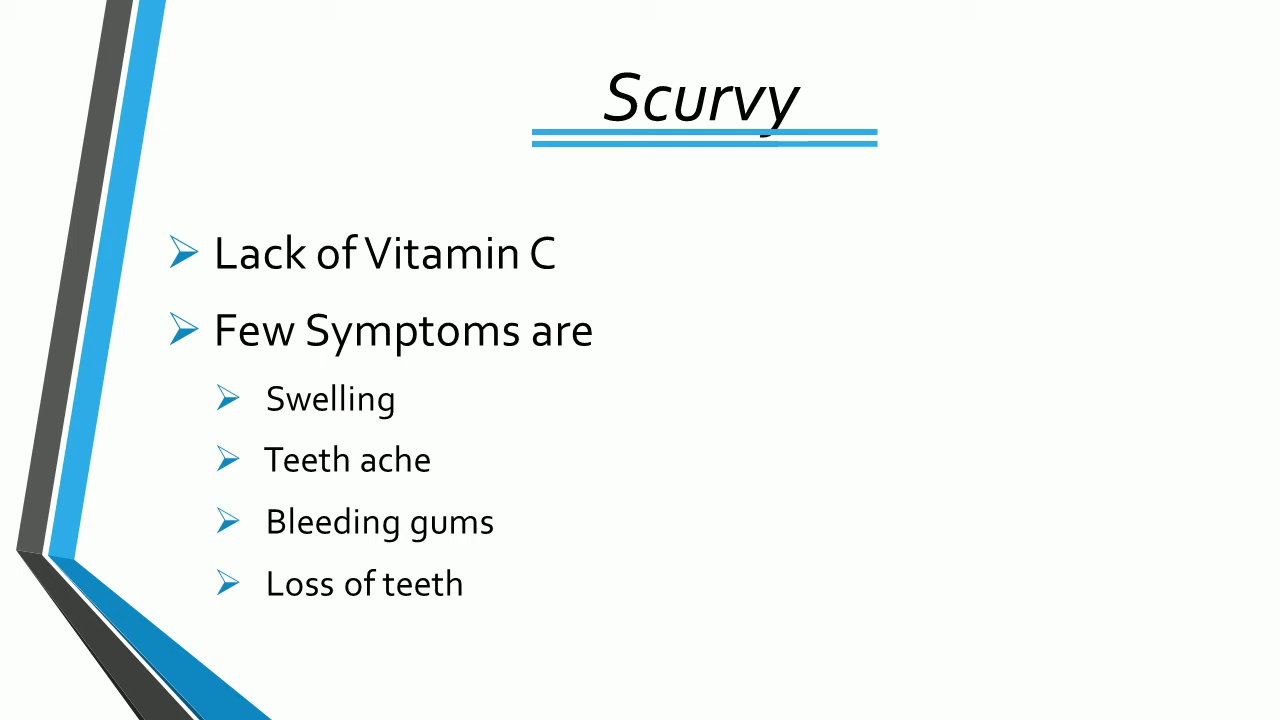 Scurvy
Lack of Vitamin C
Few Symptoms are
Swelling
Teeth ache
Bleeding gums
Loss of teeth